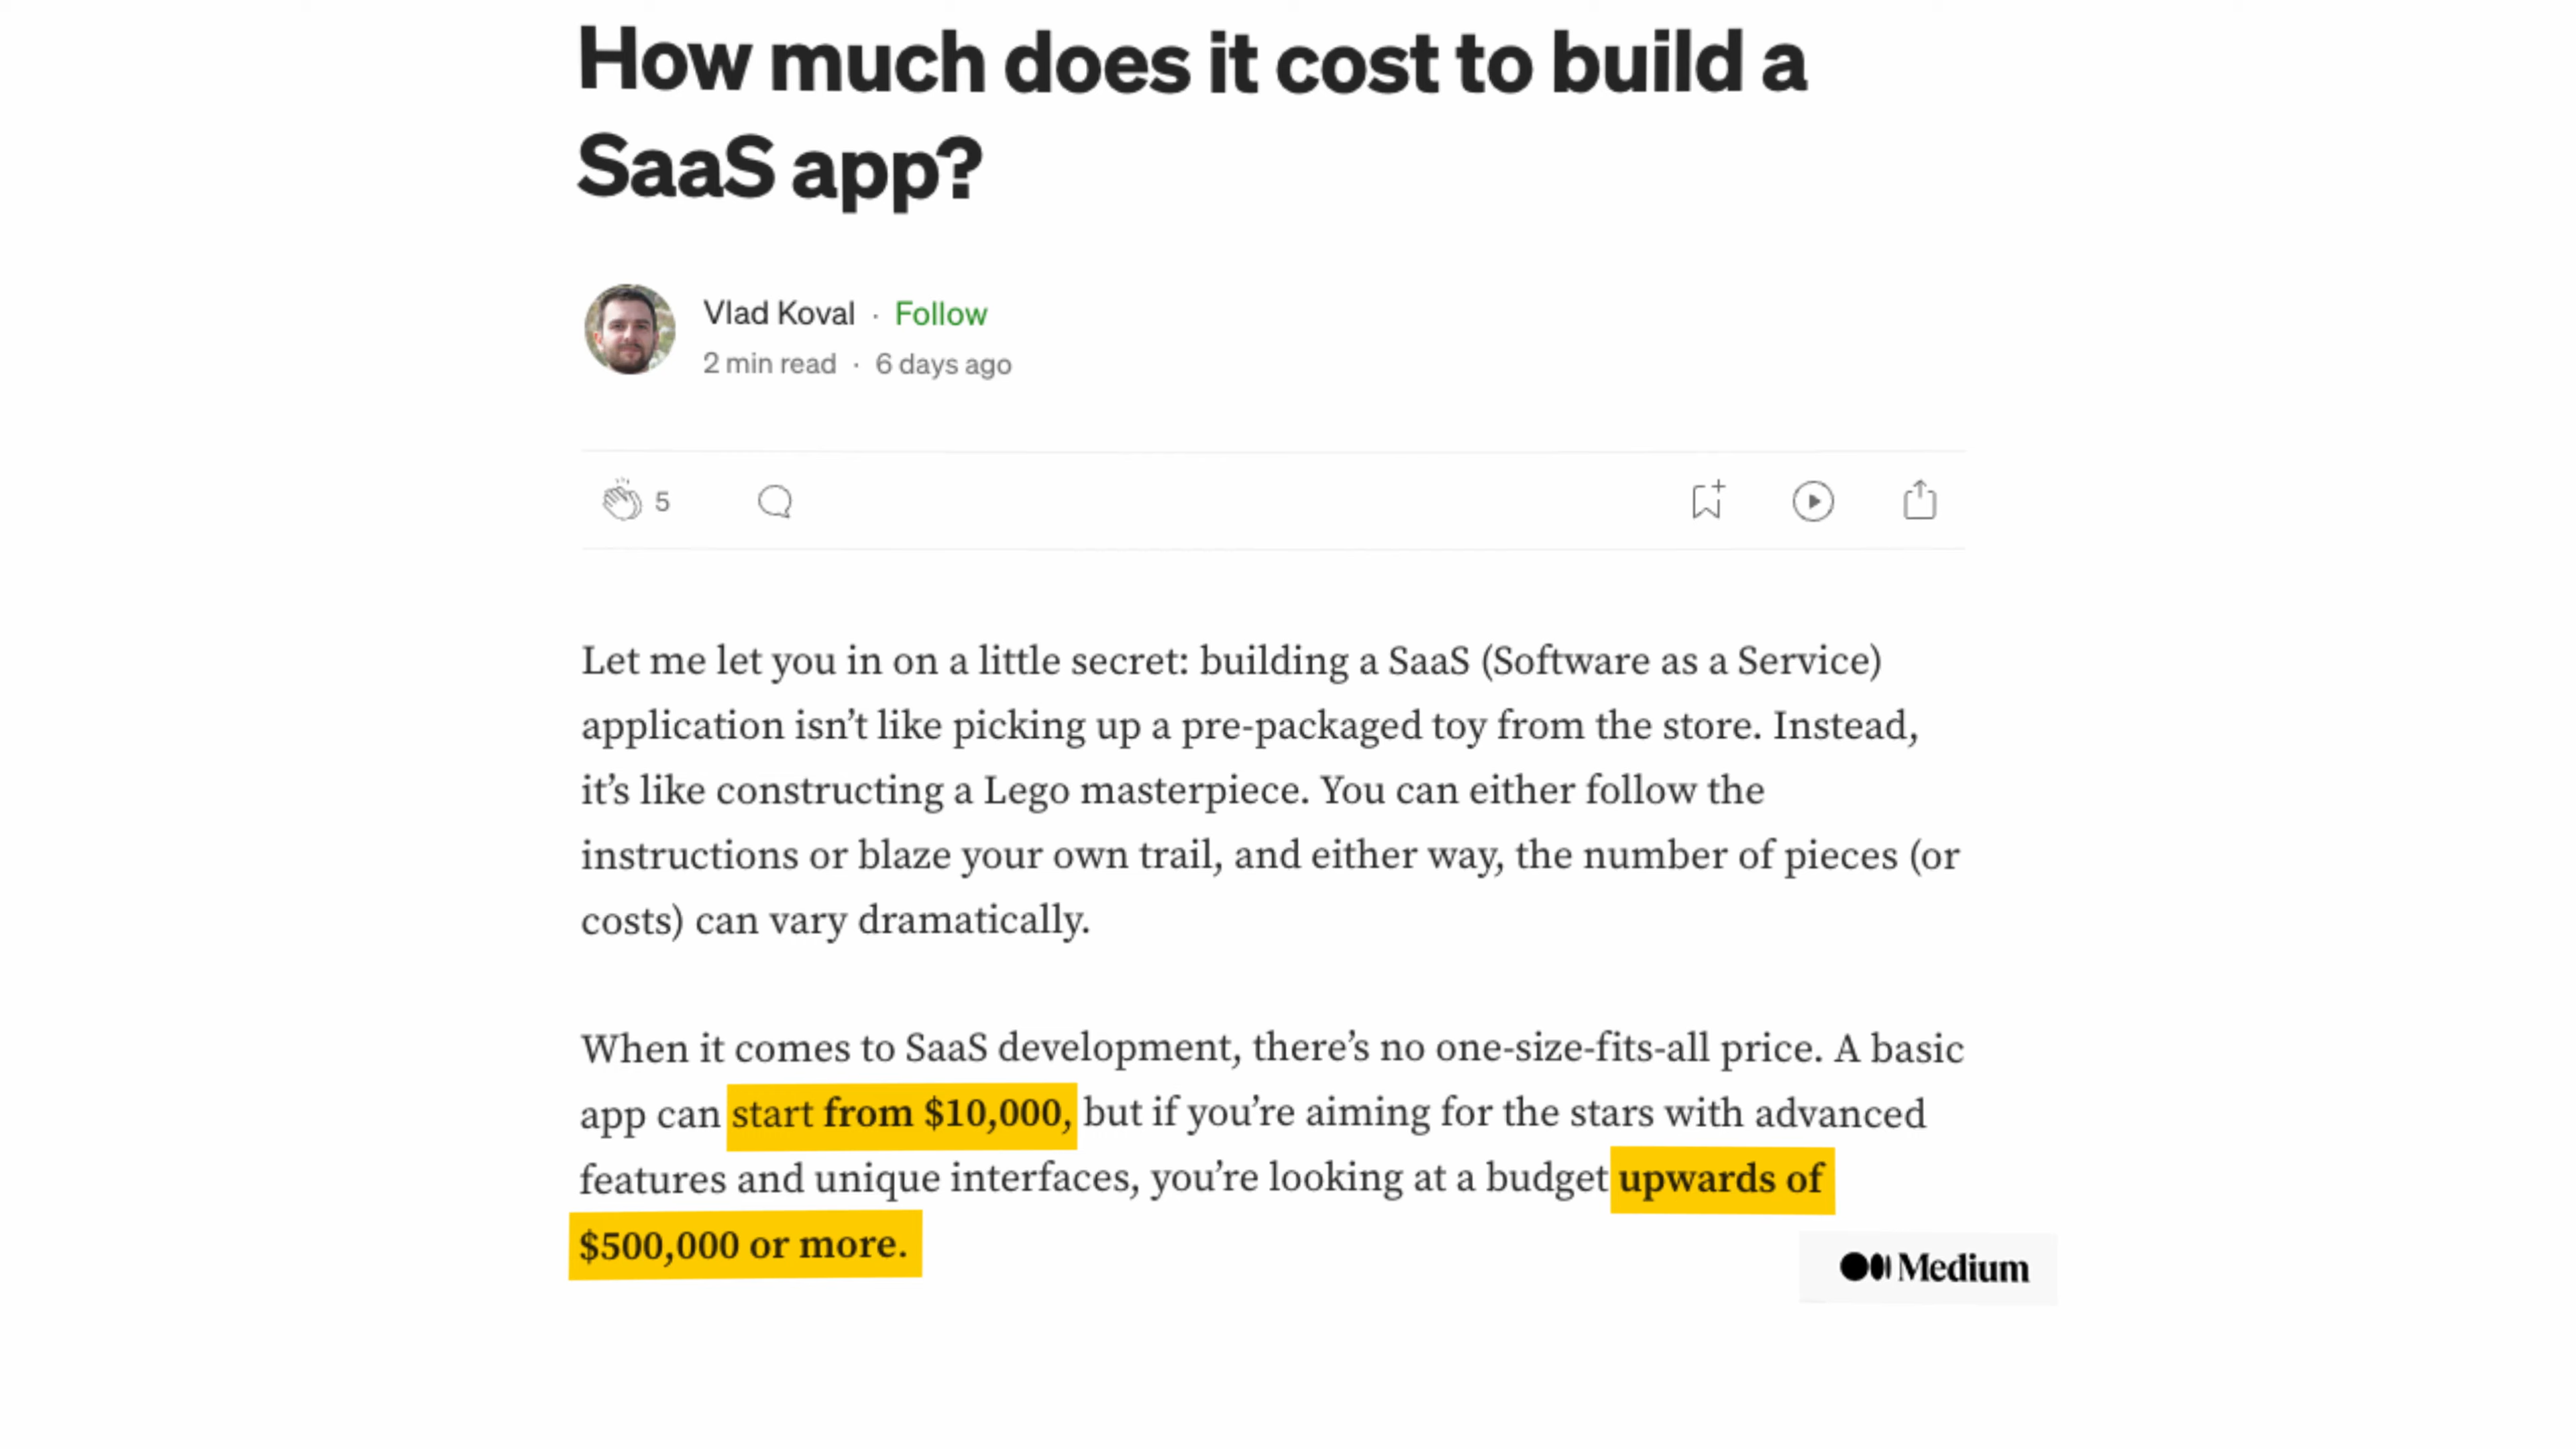 How much does it cost to build a
SaaS app?
Vlad Koval · Follow
2 min read · 6 days ago
5
Let me let you in on a little secret: building a SaaS (Software as a Service)
application isn’t like picking up a pre-packaged toy from the store. Instead,
it’s like constructing a Lego masterpiece. You can either follow the
instructions or blaze your own trail, and either way, the number of pieces (or
costs) can vary dramatically.
When it comes to SaaS development, there’s no one-size-fits-all price. A basic
app can start from $10,000, but if you’re aiming for the stars with advanced
features and unique interfaces, you’re looking at a budget upwards of
$500,000 or more.
Medium